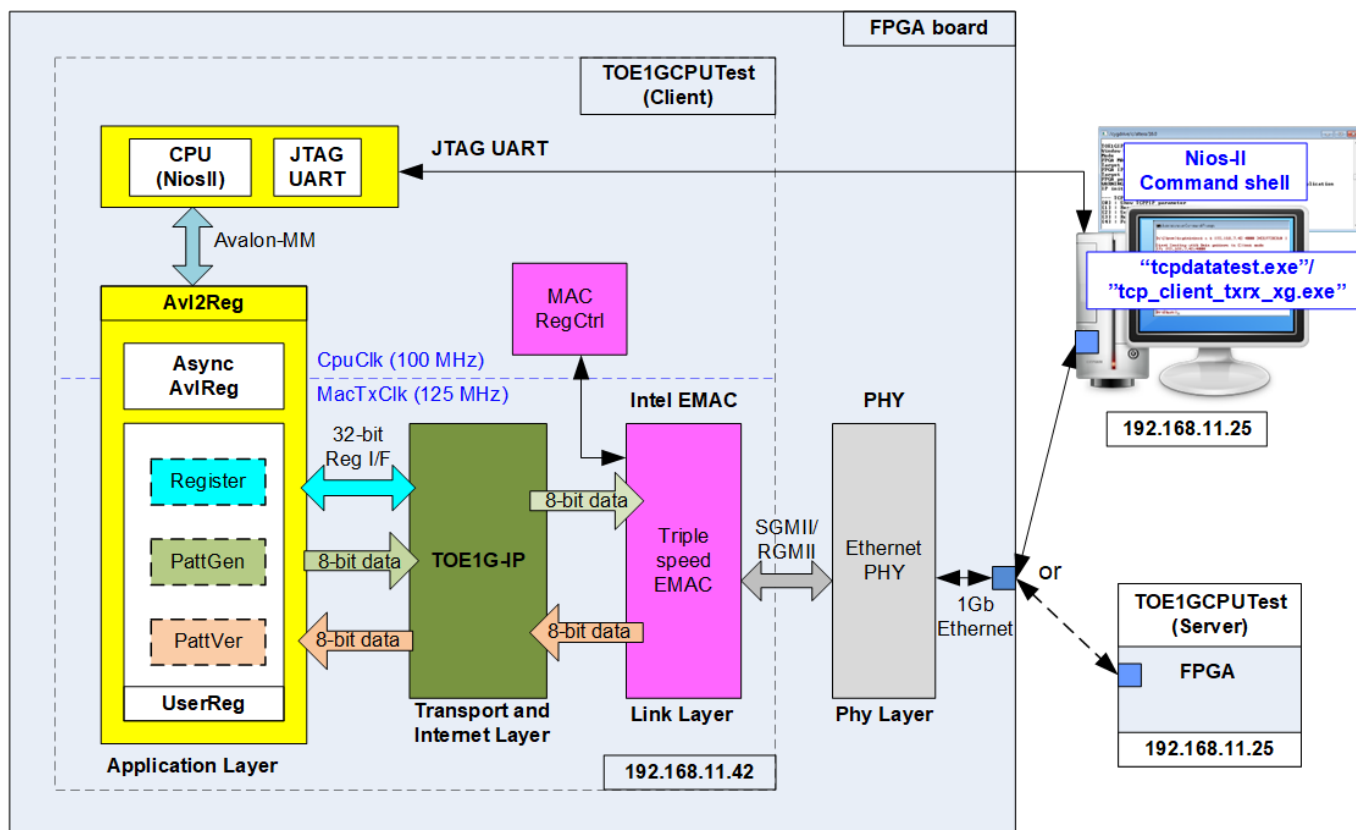 FPGA board
TOE1GCPUTest
(Client)
CPU
(NiosII)
JTAG
UART
JTAG UART
Nios-II
Command shell
Avalon-MM
"tcpdatatest.exe"/
"tcp_client_txrx_xg.exe"
MAC
RegCtrl
Avl2Reg
Async
AvlReg
CpuClk (100 MHz)
MacTxClk (125 MHz)
192.168.11.25
Intel EMAC
PHY
32-bit
Reg I/F
Register
8-bit data
PattGen
8-bit data
TOE1G-IP
Triple
speed
EMAC
SGMII/
RGMII
Ethernet
PHY
or
1Gb
Ethernet
PattVer
8-bit data
8-bit data
TOE1GCPUTest
(Server)
FPGA
UserReg
Transport and
Internet Layer
Link Layer
Phy Layer
192.168.11.25
Application Layer
192.168.11.42